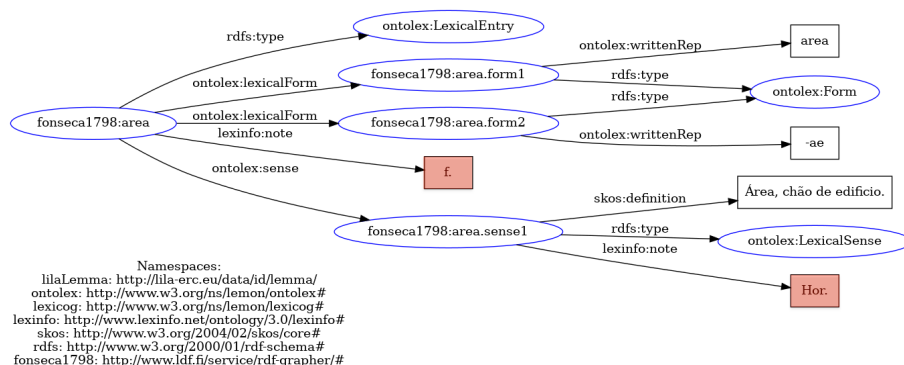 ontolex:LexicalEntry
rdfs:type
area
ontolex:writtenRep
fonseca1798:area.form1
rdfs:type
ontolex:lexicalForm
ontolex:Form
rdfs:type
ontolex:lexicalForm
fonseca1798:area
fonseca1798:area.form2
lexinfo:note
ontolex:writtenRep
-ae
f.
ontolex:sense
skos:definition
Área, chão de edificio.
fonseca1798:area.sense1
rdfs:type
ontolex:LexicalSense
lexinfo:note
Hor.
Namespaces:
lilaLemma: http://lila-erc.eu/data/id/lemma/
ontolex: http://www.w3.org/ns/lemon/ontolex#
lexicog: http://www.w3.org/ns/lemon/lexicog#
lexinfo: http://www.lexinfo.net/ontology/3.0/lexinfo#
skos: http://www.w3.org/2004/02/skos/core#
rdfs: http://www.w3.org/2000/01/rdf-schema#
fonseca1798: http://www.ldf.fi/service/rdf-grapher/#